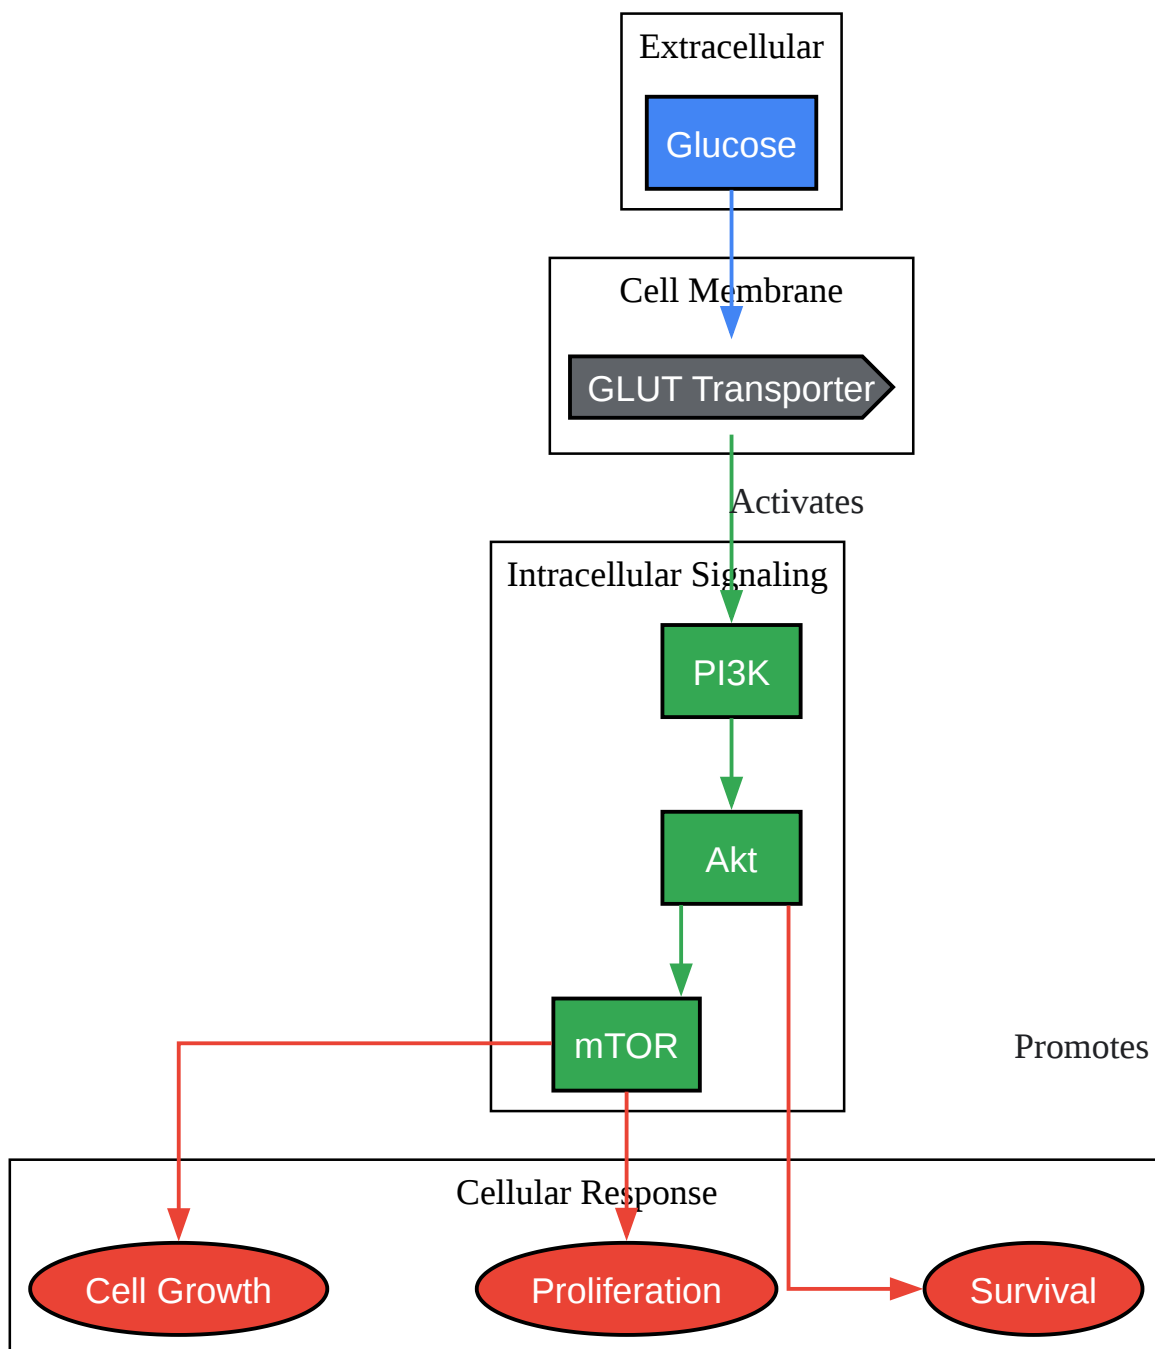 Extracellular
Glucose
Cell Membrane
GLUT Transporter
Activates
Intracellular Signaling
PI3K
Akt
mTOR
Promotes
Cellular Response
Cell Growth
Proliferation
Survival